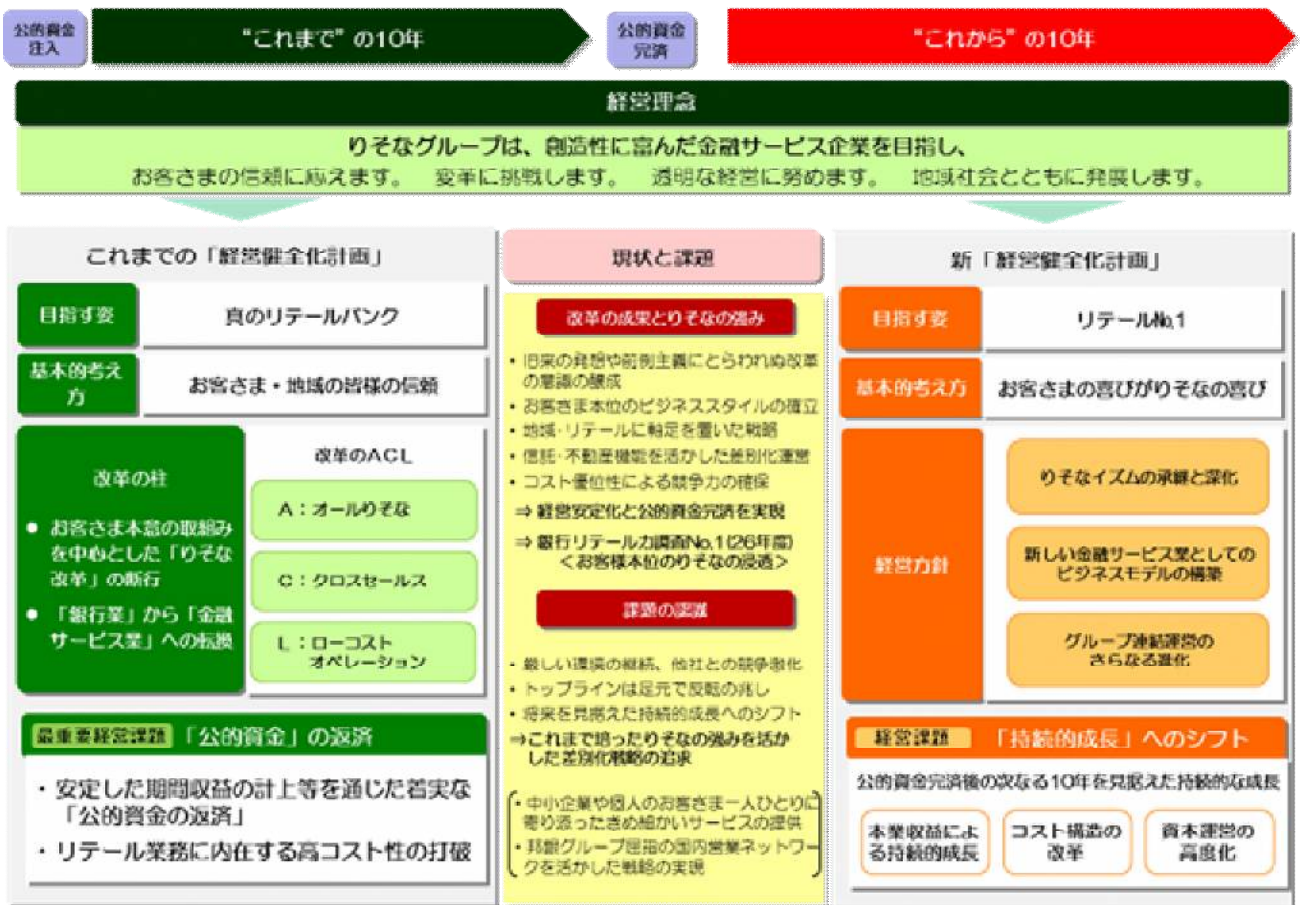 公的資金
注入
“これまで” の10年
公的資金
完済
“これから” の10年
経営理念
りそなグループは、創造性に富んだ金融サービス企業を目指し、
お客さまの信頼に応えます。 変革に挑戦します。 透明な経営に努めます。 地域社会とともに発展します。
これまでの「経営健全化計画」
目指す姿
真のリテールバンク
基本的考え
方
お客さま・地域の皆様の信頼
改革の柱
● お客さま本意の取組み
を中心とした「りそな
改革」の断行
● 「銀行業」から「金融
サービス業」への転換
改革のACL
A：オールりそな
C：クロスセールス
L：ローコスト
オペレーション
最重要経営課題 「公的資金」の返済
・安定した期間収益の計上等を通じた着実な
「公的資金の返済」
・リテール業務に内在する高コスト性の打破
現状と課題
改革の成果とりそなの強み
・旧来の発想や前例主義にとらわれぬ改革
の意識の醸成
・お客さま本位のビジネススタイルの確立
・地域・リテールに軸足を置いた戦略
・信託・不動産機能を活かした差別化運営
・コスト優位性による競争力の確保
⇒ 経営安定化と公的資金完済を実現
⇒ 銀行リテール力調査No.1(26年度)
＜お客様本位のりそなの浸透＞
課題の認識
・厳しい環境の継続、他社との競争激化
・トップラインは足元で反転の兆し
・将来を見据えた持続的成長へのシフト
⇒これまで培ったりそなの強みを活か
した差別化戦略の追求
・中小企業や個人のお客さま一人ひとりに
寄り添ったきめ細かいサービスの提供
・邦銀グループ屈指の国内営業ネットワー
クを活かした戦略の実現
新「経営健全化計画」
目指す姿
リテールNo.1
基本的考え方
お客さまの喜びがりそなの喜び
経営方針
りそなイズムの承継と深化
新しい金融サービス業としての
ビジネスモデルの構築
グループ連結運営の
さらなる進化
経営課題 「持続的成長」へのシフト
公的資金完済後の次なる10年を見据えた持続的な成長
本業収益によ
る持続的成長
コスト構造の
改革
資本運営の
高度化